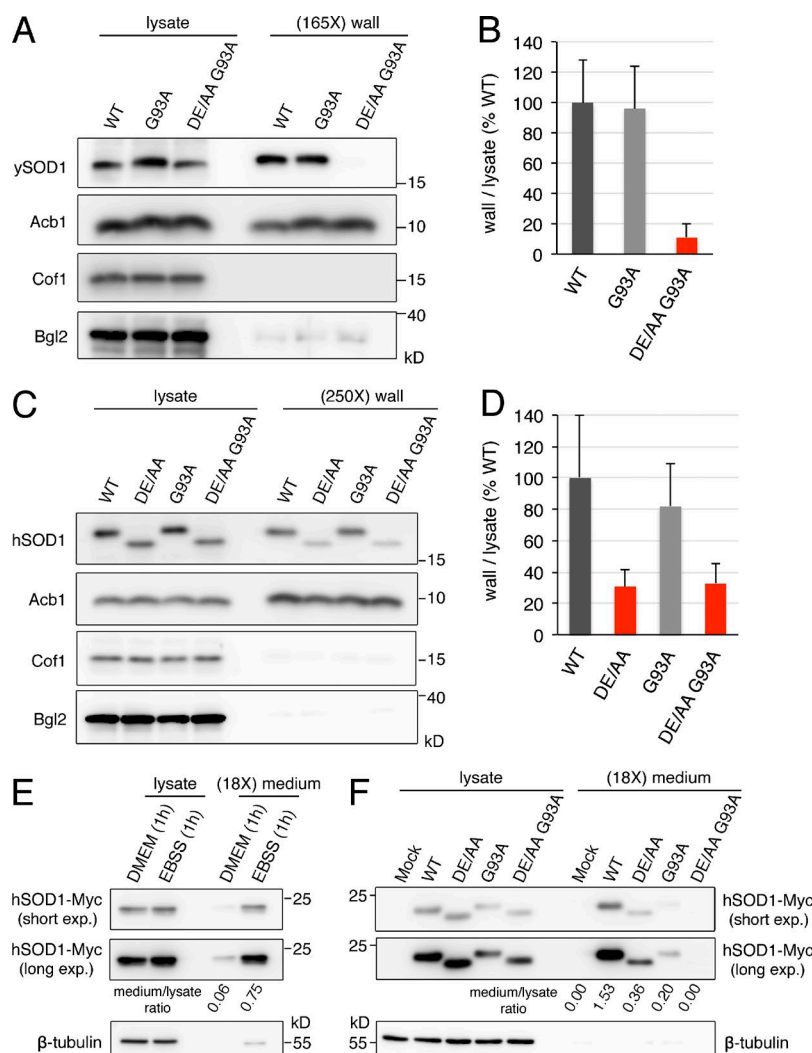 A
lysate
(165X) wall
WT
G93A
DE/AA G93A
WT
G93A
DE/AA G93A
ySOD1
15
Acb1
10
Cof1
15
Bgl2
40
kD
B
wall / lysate (% WT)
140
120
100
80
60
40
20
0
WT
G93A
DE/AA G93A
C
lysate
(250X) wall
WT
DE/AA
G93A
DE/AA G93A
WT
DE/AA
G93A
DE/AA G93A
hSOD1
15
Acb1
10
Cof1
15
Bgl2
40
kD
D
wall / lysate (% WT)
140
120
100
80
60
40
20
0
WT
DE/AA
G93A
DE/AA G93A
E
lysate
(18X) medium
DMEM (1h)
EBSS (1h)
DMEM (1h)
EBSS (1h)
hSOD1-Myc
(short exp.)
25
hSOD1-Myc
(long exp.)
25
medium/lysate
ratio
0.06
0.75
kD
β-tubulin
55
F
lysate
(18X) medium
Mock
WT
DE/AA
G93A
DE/AA G93A
Mock
WT
DE/AA
G93A
DE/AA G93A
25
hSOD1-Myc
(short exp.)
25
hSOD1-Myc
(long exp.)
medium/lysate
ratio
0.00
1.53
0.36
0.20
0.00
kD
55
β-tubulin